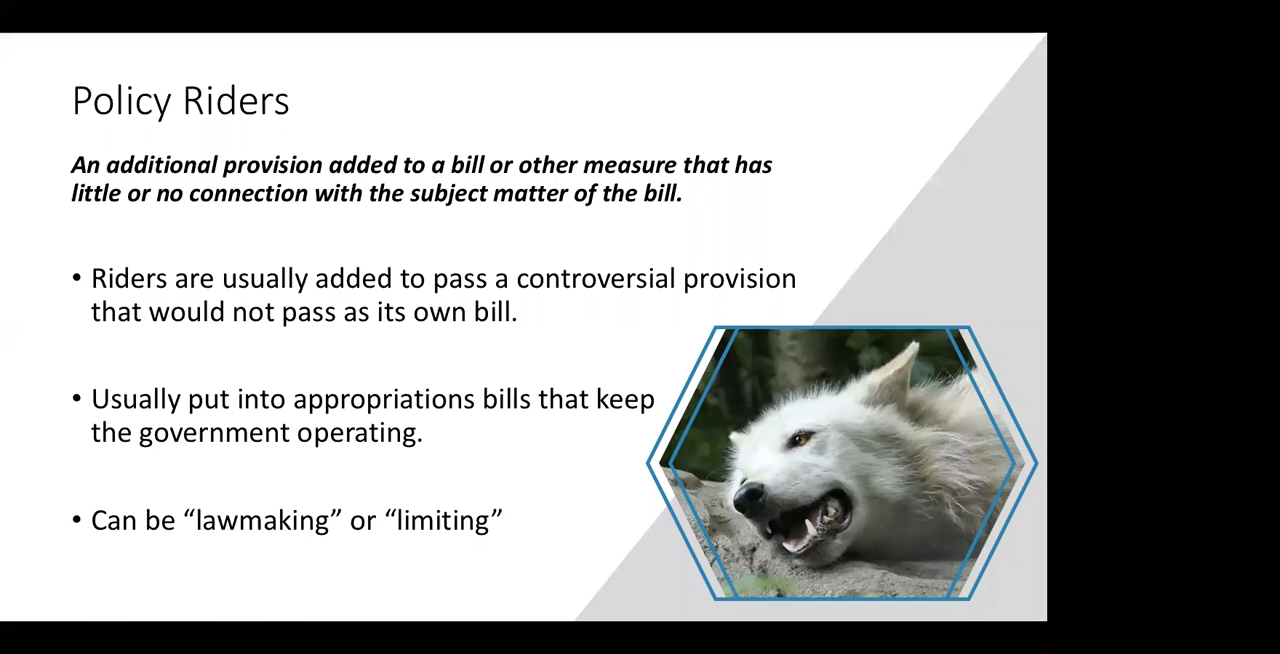 Policy Riders
An additional provision added to a bill or other measure that has
little or no connection with the subject matter of the bill.
• Riders are usually added to pass a controversial provision
that would not pass as its own bill.
• Usually put into appropriations bills that keep
the government operating.
• Can be “lawmaking” or “limiting”